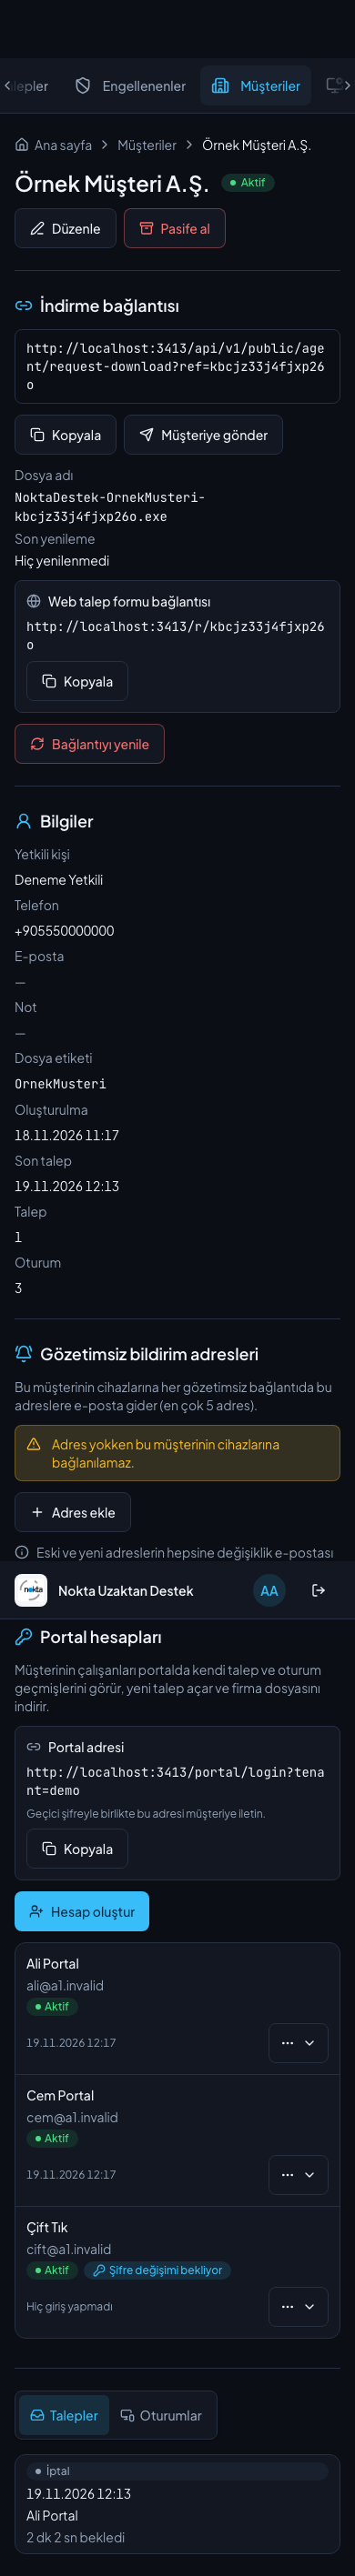 Engellenenler
Müşteriler
Ana sayfa
Müşteriler
Örnek Müşteri A.Ş.
Örnek Müşteri A.Ş.
Aktif
Düzenle
Pasife al
İndirme bağlantısı
http://localhost:3413/api/v1/public/age
nt/request-download?ref=kbcjz33j4fjxp26
o
Kopyala
Müşteriye gönder
Dosya adı
NoktaDestek-OrnekMusteri-
kbcjz33j4fjxp26o.exe
Son yenileme
Hiç yenilenmedi
Web talep formu bağlantısı
http://localhost:3413/r/kbcjz33j4fjxp26
o
Kopyala
Bağlantıyı yenile
Bilgiler
Yetkili kişi
Deneme Yetkili
Telefon
+905550000000
E-posta
—
Not
—
Dosya etiketi
OrnekMusteri
Oluşturulma
18.11.2026 11:17
Son talep
19.11.2026 12:13
Talep
1
Oturum
3
Gözetimsiz bildirim adresleri
Bu müşterinin cihazlarına her gözetimsiz bağlantıda bu
adreslere e-posta gider (en çok 5 adres).
Adres yokken bu müşterinin cihazlarına
bağlanılamaz.
Adres ekle
Eski ve yeni adreslerin hepsine değişiklik e-postası
nokta
Nokta Uzaktan Destek
AA
Portal hesapları
Müşterinin çalışanları portalda kendi talep ve oturum
geçmişlerini görür, yeni talep açar ve firma dosyasını
indirir.
Portal adresi
http://localhost:3413/portal/login?tena
nt=demo
Geçici şifreyle birlikte bu adresi müşteriye iletin.
Kopyala
Hesap oluştur
Ali Portal
ali@a1.invalid
Aktif
19.11.2026 12:17
Cem Portal
cem@a1.invalid
Aktif
19.11.2026 12:17
Çift Tık
cift@a1.invalid
Aktif
Şifre değişimi bekliyor
Hiç giriş yapmadı
Talepler
Oturumlar
İptal
19.11.2026 12:13
Ali Portal
2 dk 2 sn bekledi